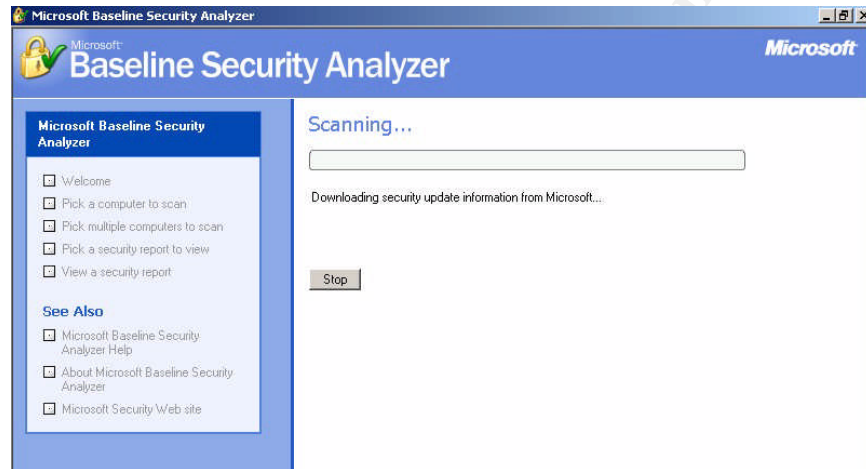 Microsoft Baseline Security Analyzer
Microsoft
Baseline Security Analyzer
Microsoft
Microsoft Baseline Security
Analyzer
Welcome
Pick a computer to scan
Pick multiple computers to scan
Pick a security report to view
View a security report
See Also
Microsoft Baseline Security
Analyzer Help
About Microsoft Baseline Security
Analyzer
Microsoft Security Web site
Scanning...
Downloading security update information from Microsoft...
Stop